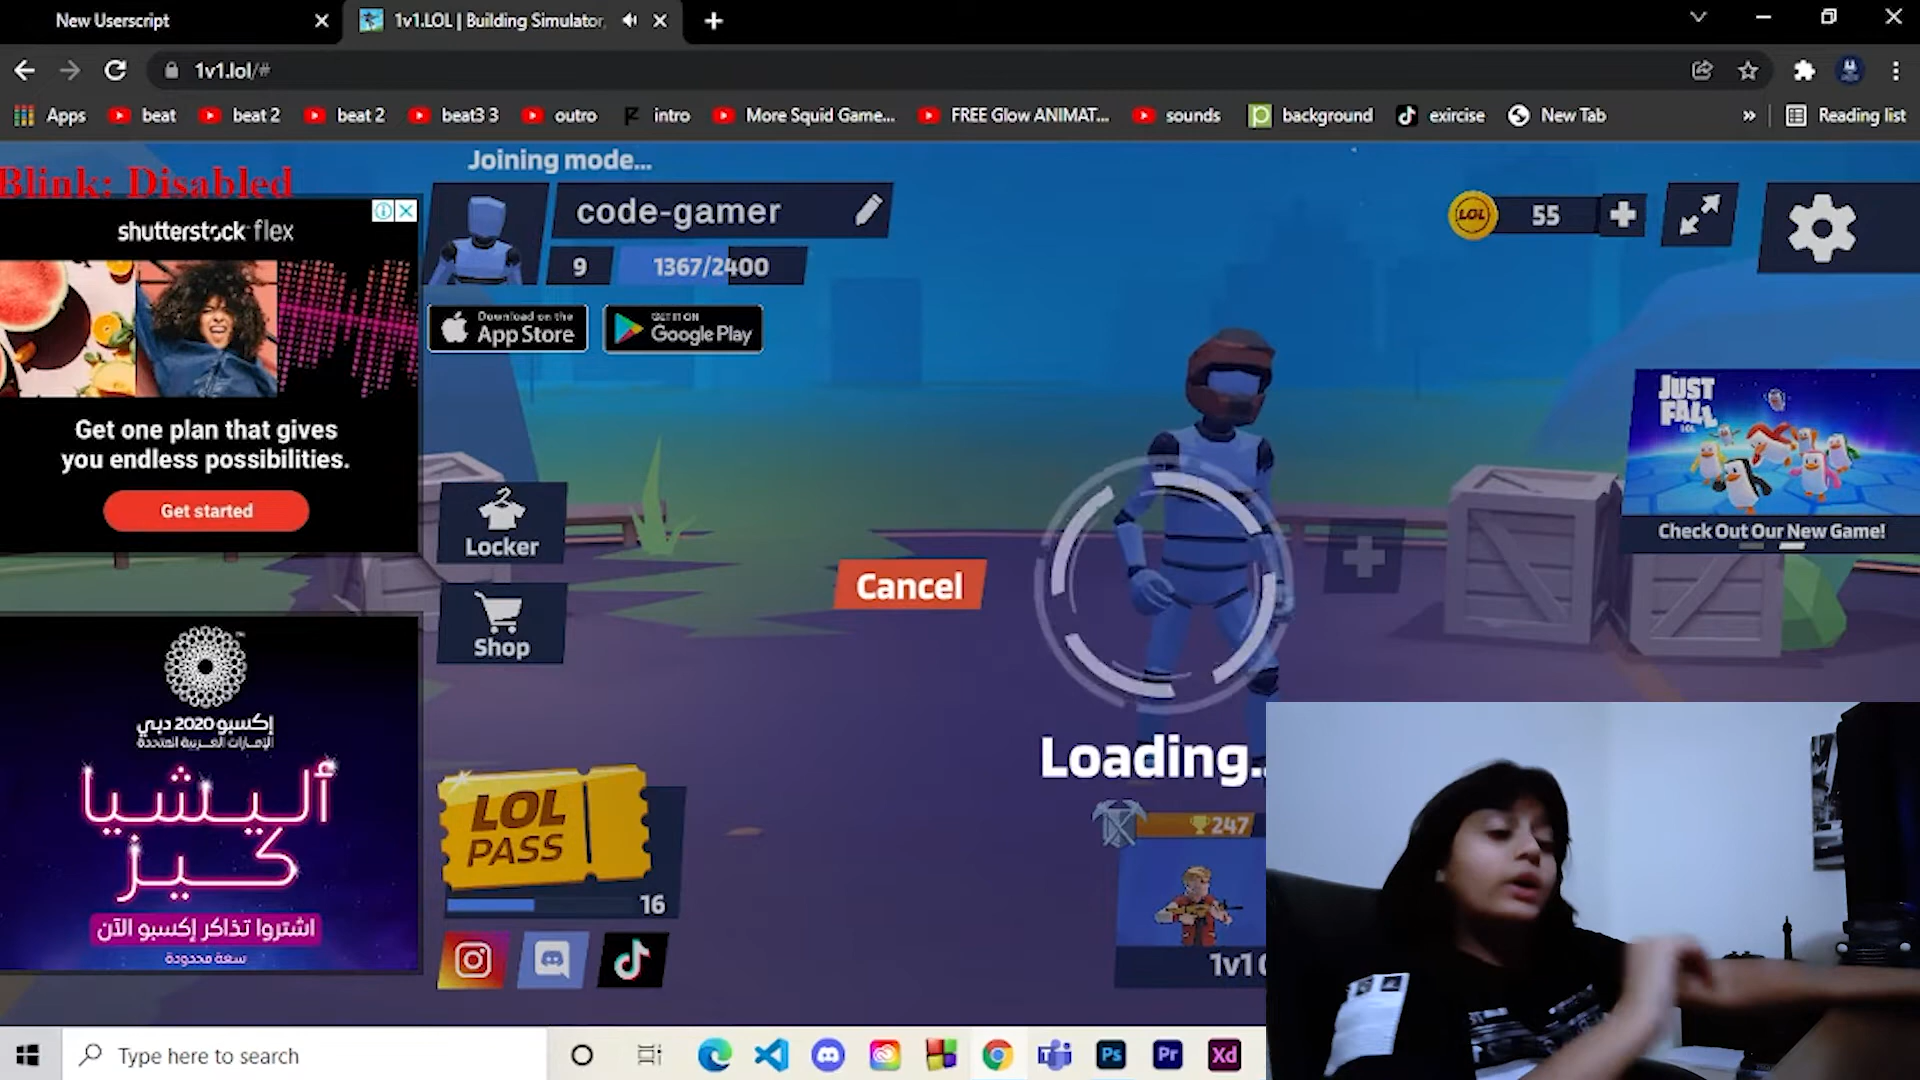 New Userscript
1v1.LOL | Building Simulator,
1v1.lol/#
Apps
beat
beat 2
beat 2
beat3 3
outro
intro
More Squid Game...
FREE Glow ANIMAT...
sounds
background
exircise
New Tab
»
Reading list
Joining mode...
Blink: Disabled
code-gamer
9
1367/2400
LOL
55
Download on the
App Store
GET IT ON
Google Play
shutterstock flex
Get one plan that gives
you endless possibilities.
Get started
JUST
FALL
LOL
Check Out Our New Game!
Locker
Shop
Cancel
Loading..
إكسبو 2020 دبي
الإمارات العربية المتحدة
أليشيا
كيز
اشتروا تذاكر إكسبو الآن
سعة محدودة
LOL
PASS
16
247
1v1
Type here to search
Ps
Pr
Xd